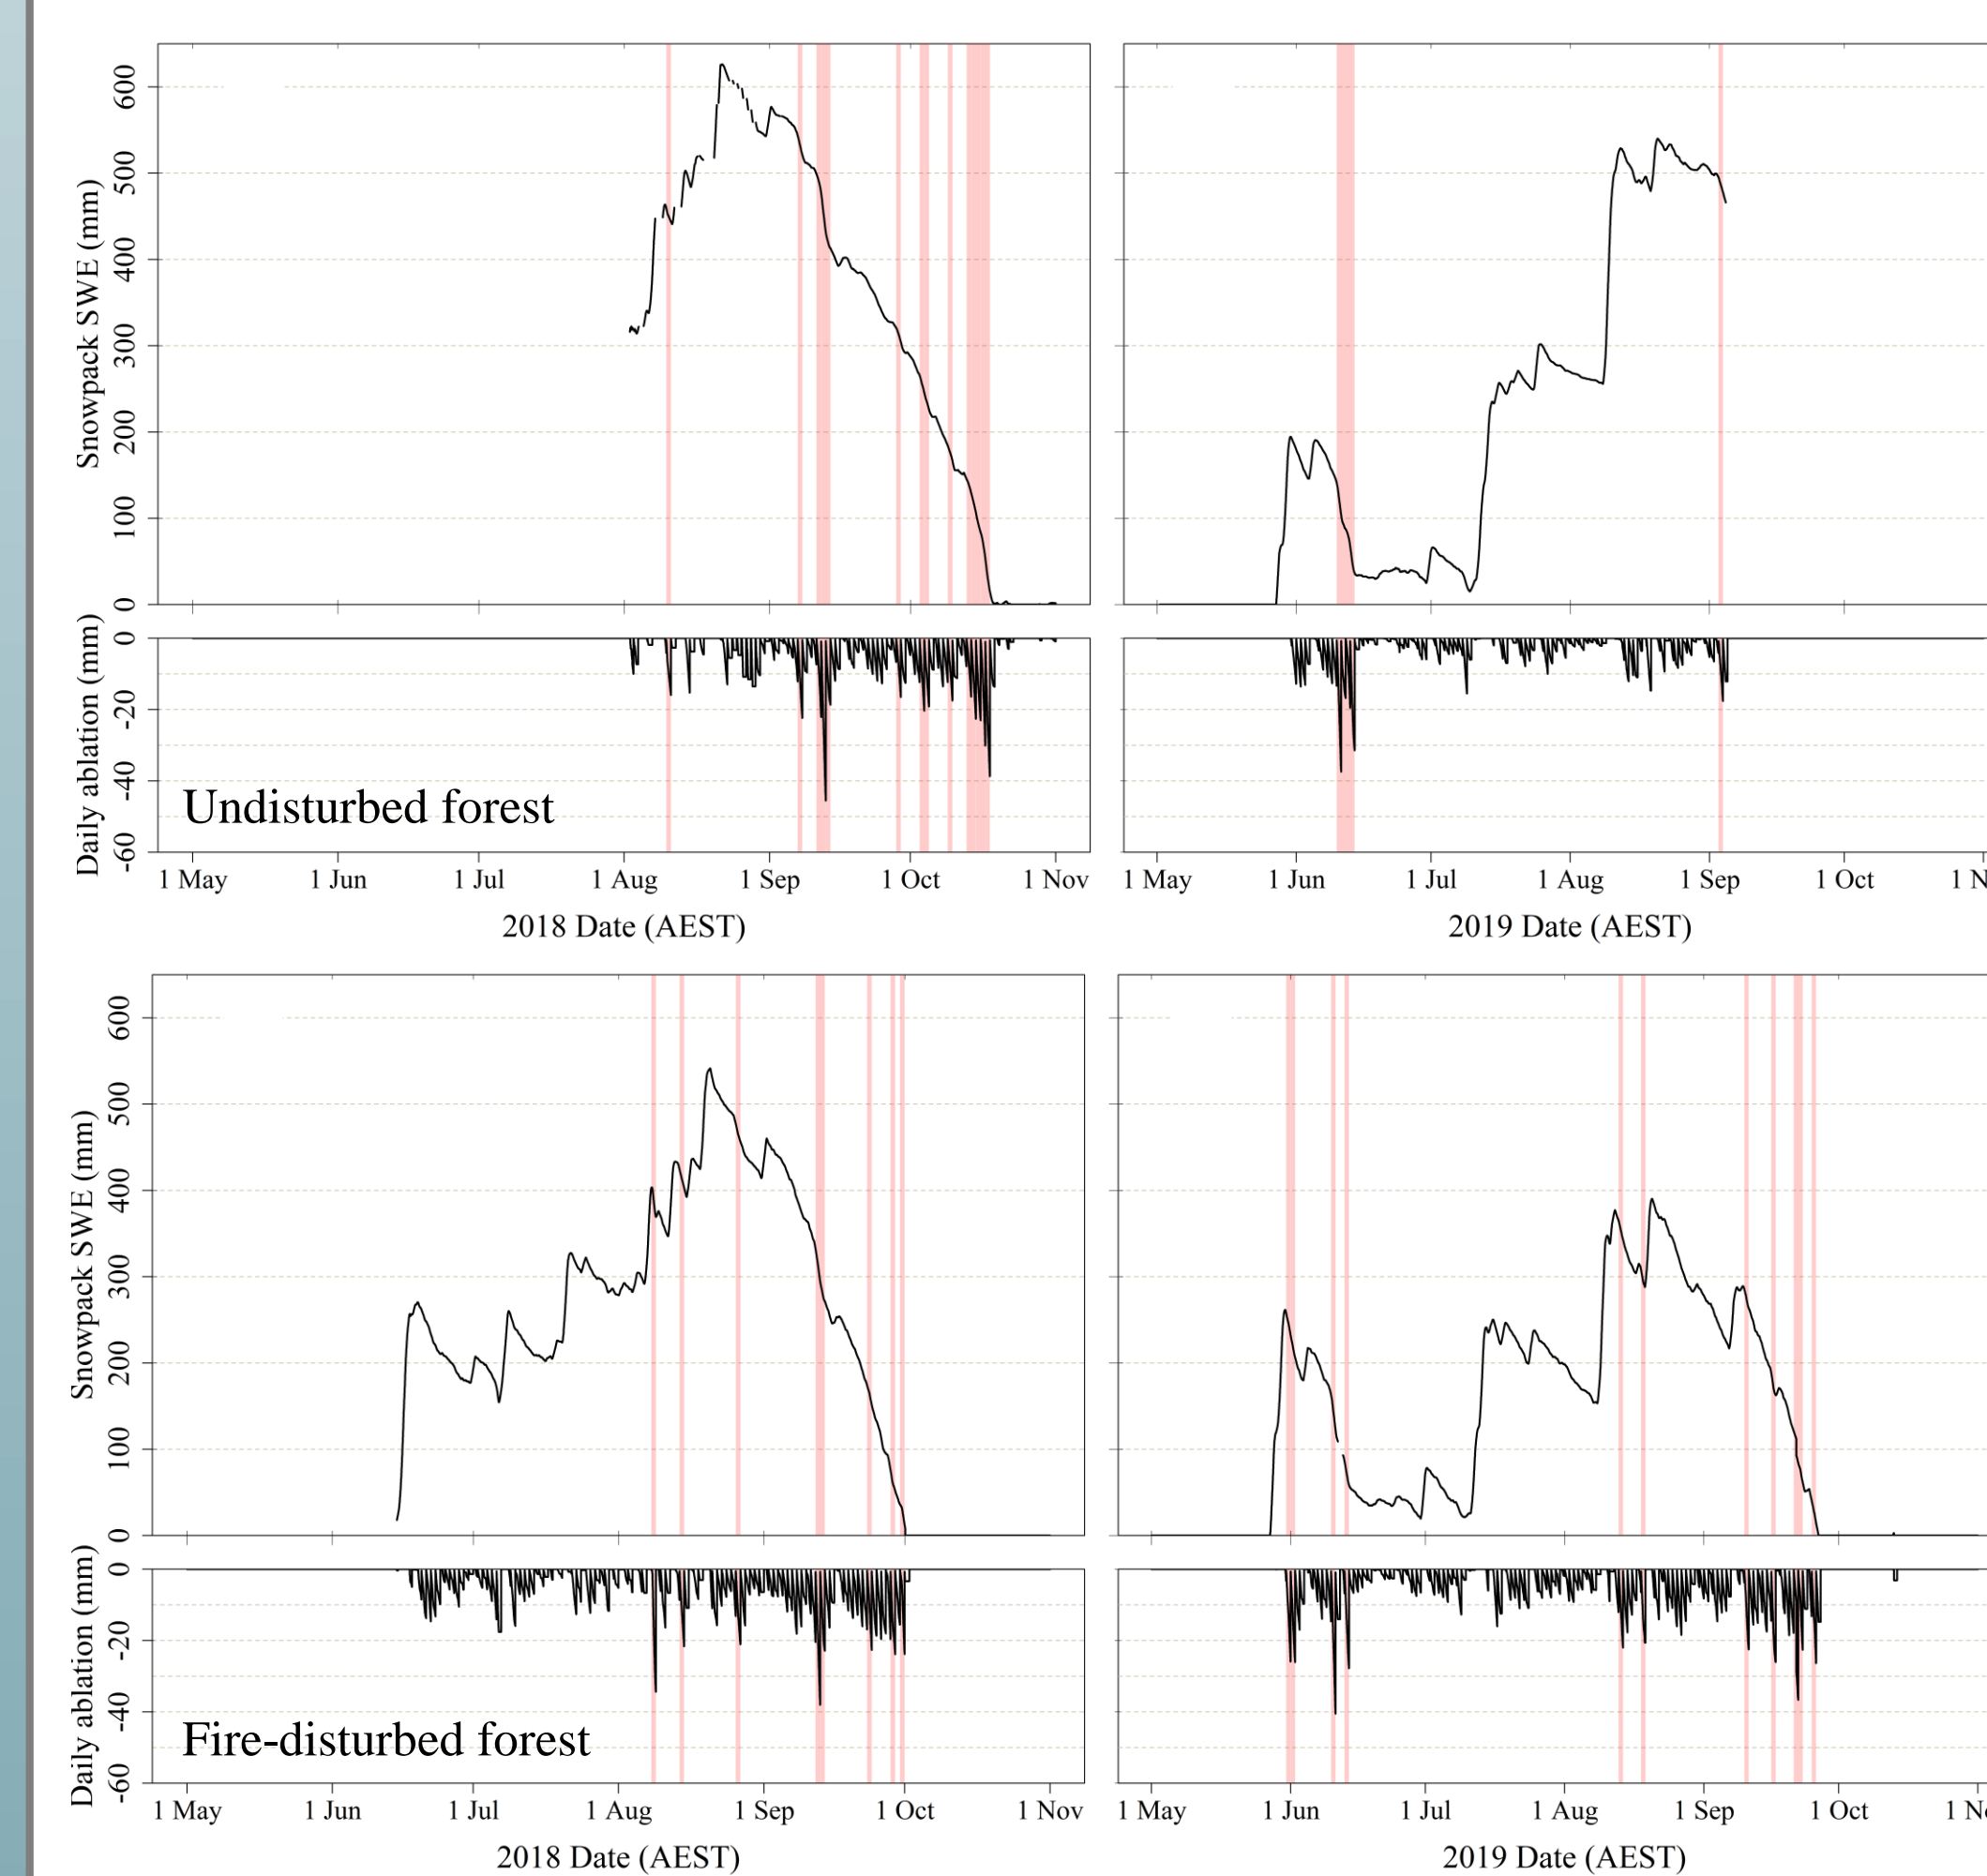 Snowpack SWE (mm)
600
500
400
300
200
100
0
Daily ablation (mm)
0
-20
-40
-60
Undisturbed forest
1 May 1 Jun 1 Jul 1 Aug 1 Sep 1 Oct 1 Nov
2018 Date (AEST)
1 May 1 Jun 1 Jul 1 Aug 1 Sep 1 Oct 1 N
2019 Date (AEST)
Snowpack SWE (mm)
600
500
400
300
200
100
0
Daily ablation (mm)
0
-20
-40
-60
Fire-disturbed forest
1 May 1 Jun 1 Jul 1 Aug 1 Sep 1 Oct 1 Nov
2018 Date (AEST)
1 May 1 Jun 1 Jul 1 Aug 1 Sep 1 Oct 1 No
2019 Date (AEST)